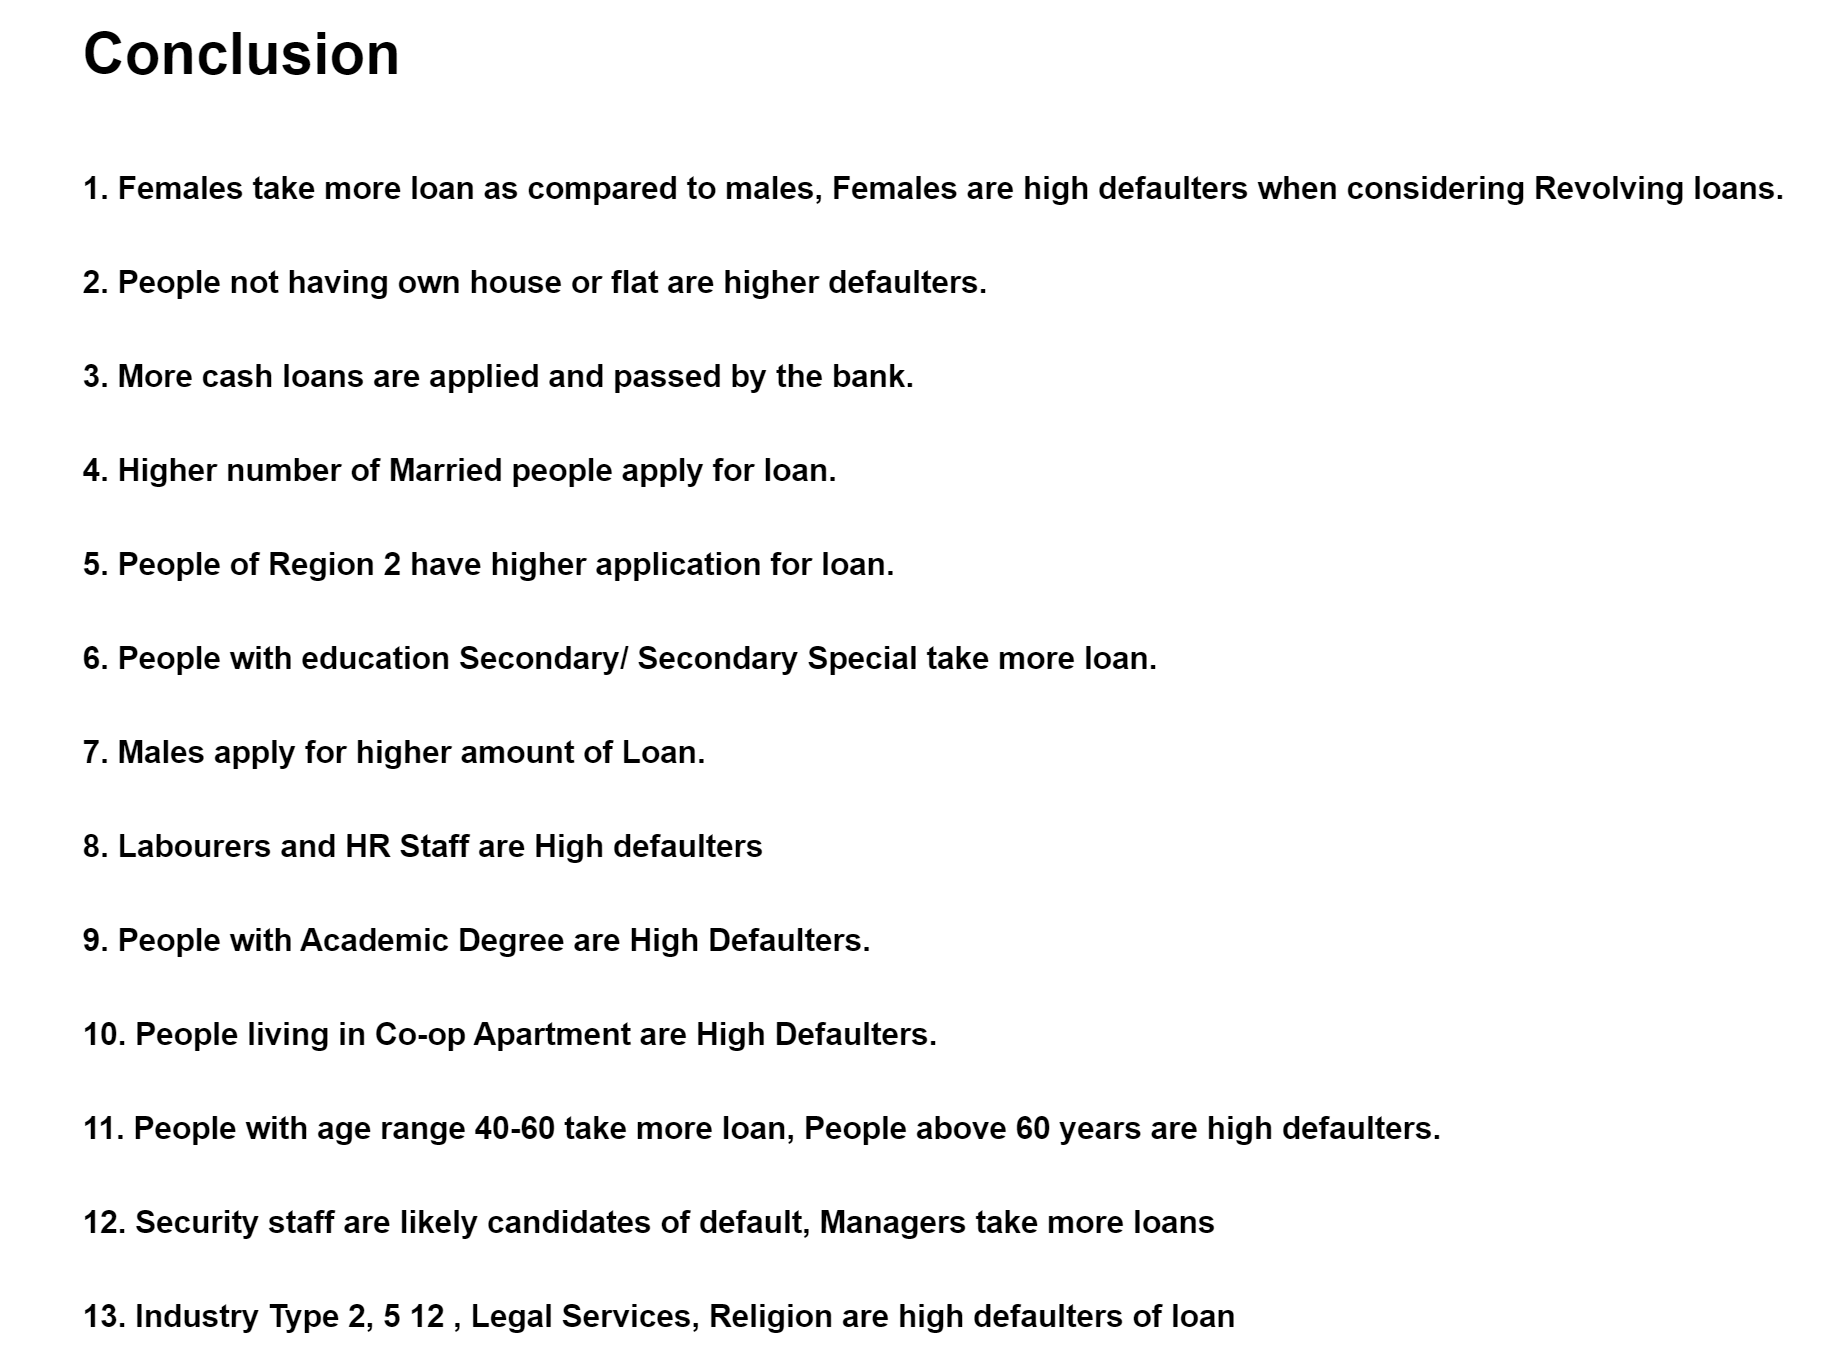 Conclusion
1. Females take more loan as compared to males, Females are high defaulters when considering Revolving loans.
2. People not having own house or flat are higher defaulters.
3. More cash loans are applied and passed by the bank.
4. Higher number of Married people apply for loan.
5. People of Region 2 have higher application for loan.
6. People with education Secondary/ Secondary Special take more loan.
7. Males apply for higher amount of Loan.
8. Labourers and HR Staff are High defaulters
9. People with Academic Degree are High Defaulters.
10. People living in Co-op Apartment are High Defaulters.
11. People with age range 40-60 take more loan, People above 60 years are high defaulters.
12. Security staff are likely candidates of default, Managers take more loans
13. Industry Type 2, 5 12 , Legal Services, Religion are high defaulters of loan